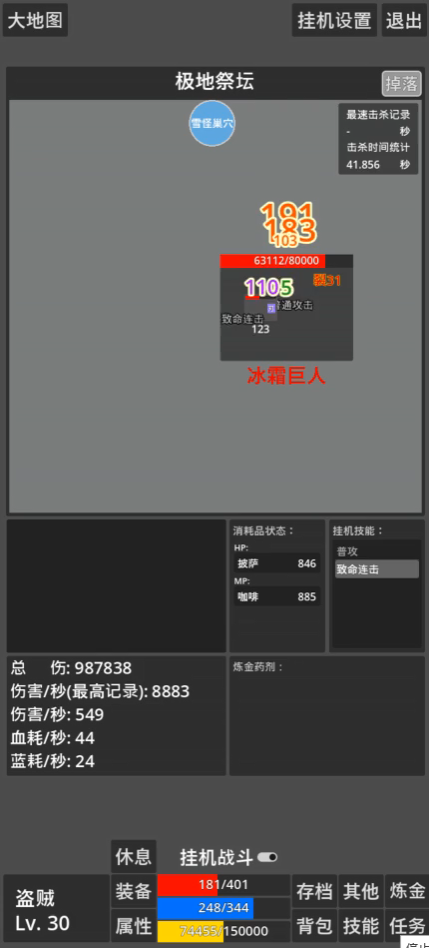 大地图
挂机设置 退出
极地祭坛
掉落
雪怪巢穴
最速击杀记录
- 秒
击杀时间统计
41.856 秒
183
103
63112/80000
1105
裂31
普通攻击
致命连击
123
冰霜巨人
消耗品状态：
HP:
披萨 846
MP:
咖啡 885
挂机技能：
普攻
致命连击
总 伤: 987838
伤害/秒(最高记录): 8883
伤害/秒: 549
血耗/秒: 44
蓝耗/秒: 24
炼金药剂：
休息 挂机战斗
盗贼
Lv. 30
装备
属性
181/401
248/344
74455/150000
存档 其他 炼金
背包 技能 任务